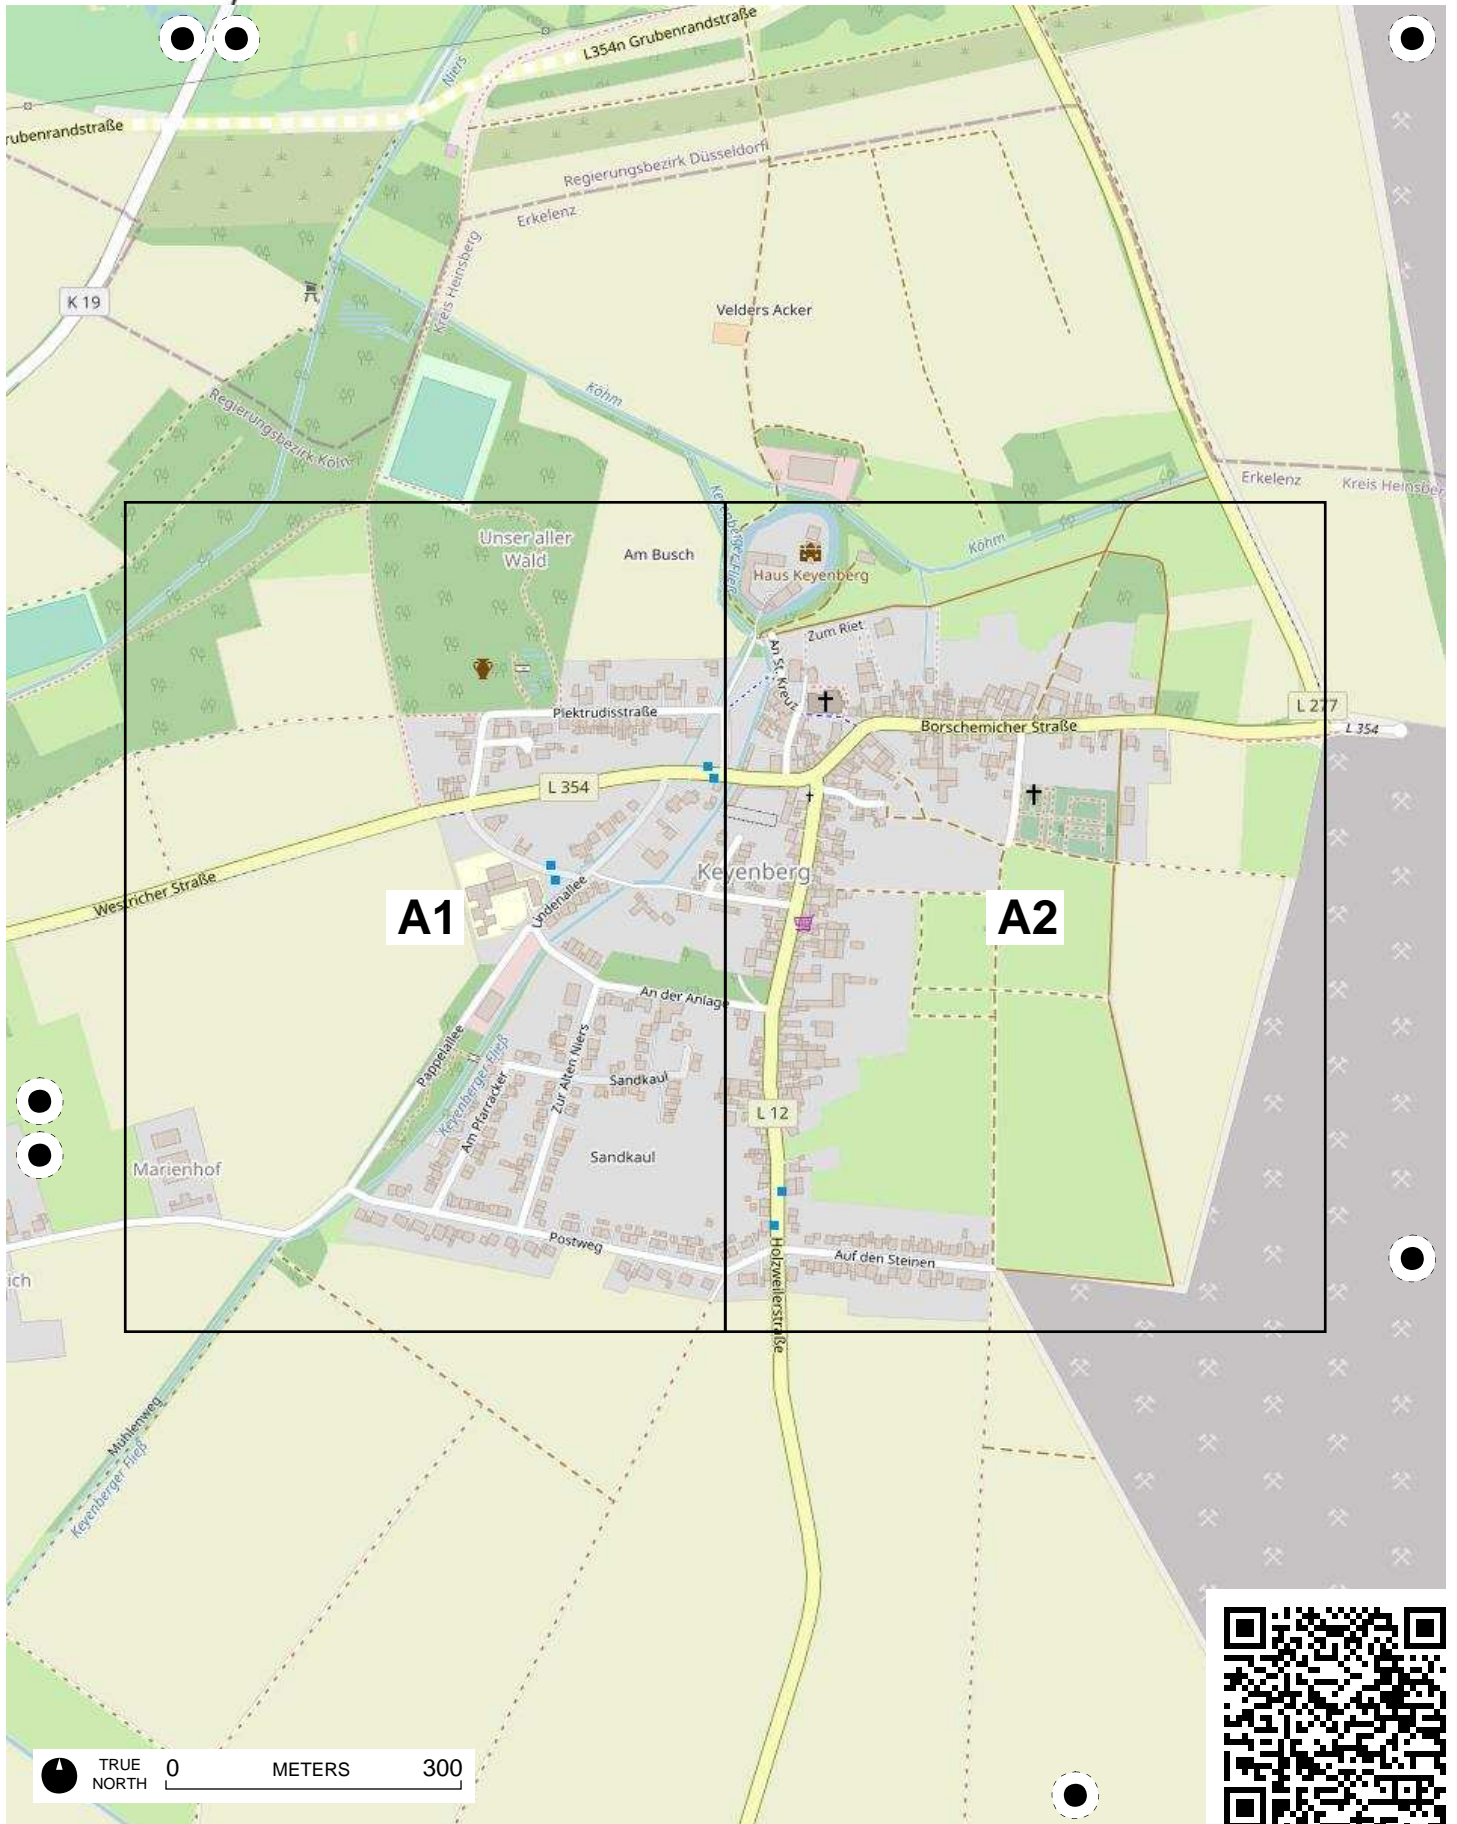 L354n Grubenrandstraße
Niers
rubenrandstraße
Regierungsbezirk Düsseldorf
Erkelenz
Kreis Heinsberg
K 19
Velders Acker
Köhm
Regierungsbezirk Köln
Erkelenz
Kreis Heinsber
Keyenberger Fließ
Unser aller
Wald
Am Busch
Köhm
Haus Keyenberg
Zum Riet
An St. Kreuz
Plektrudisstraße
L 277
Borschemicher Straße
L 354
L 354
Keyenberg
Westricher Straße
Lindenallee
A1
A2
An der Anlage
Pappelallee
Keyenberger Fließ
Zur Alten Niers
Sandkaul
Am Pfarracker
L 12
Sandkaul
Marienhof
Postweg
Auf den Steinen
Holzweilerstraße
ich
Mühlenweg
Keyenberger Fließ
TRUE
NORTH
0 METERS 300